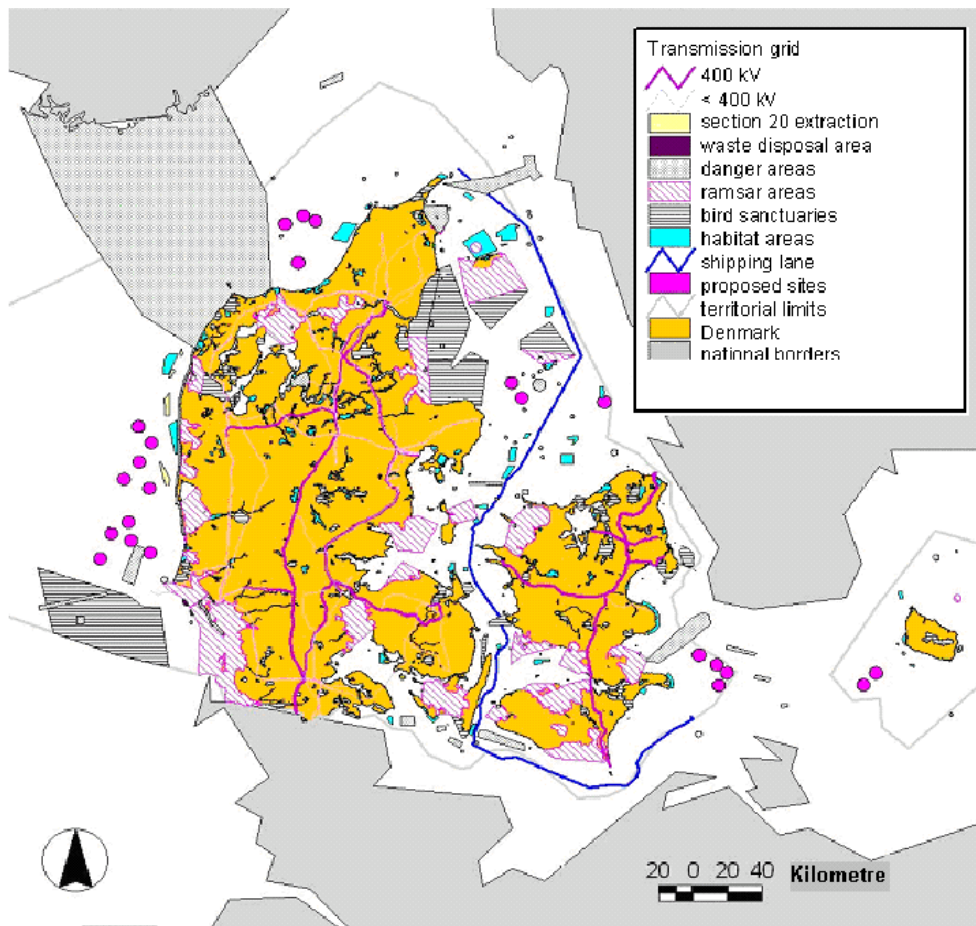 Transmission grid
400 kV
< 400 kV
section 20 extraction
waste disposal area
danger areas
ramsar areas
bird sanctuaries
habitat areas
shipping lane
proposed sites
territorial limits
Denmark
national borders
20 0 20 40 Kilometre